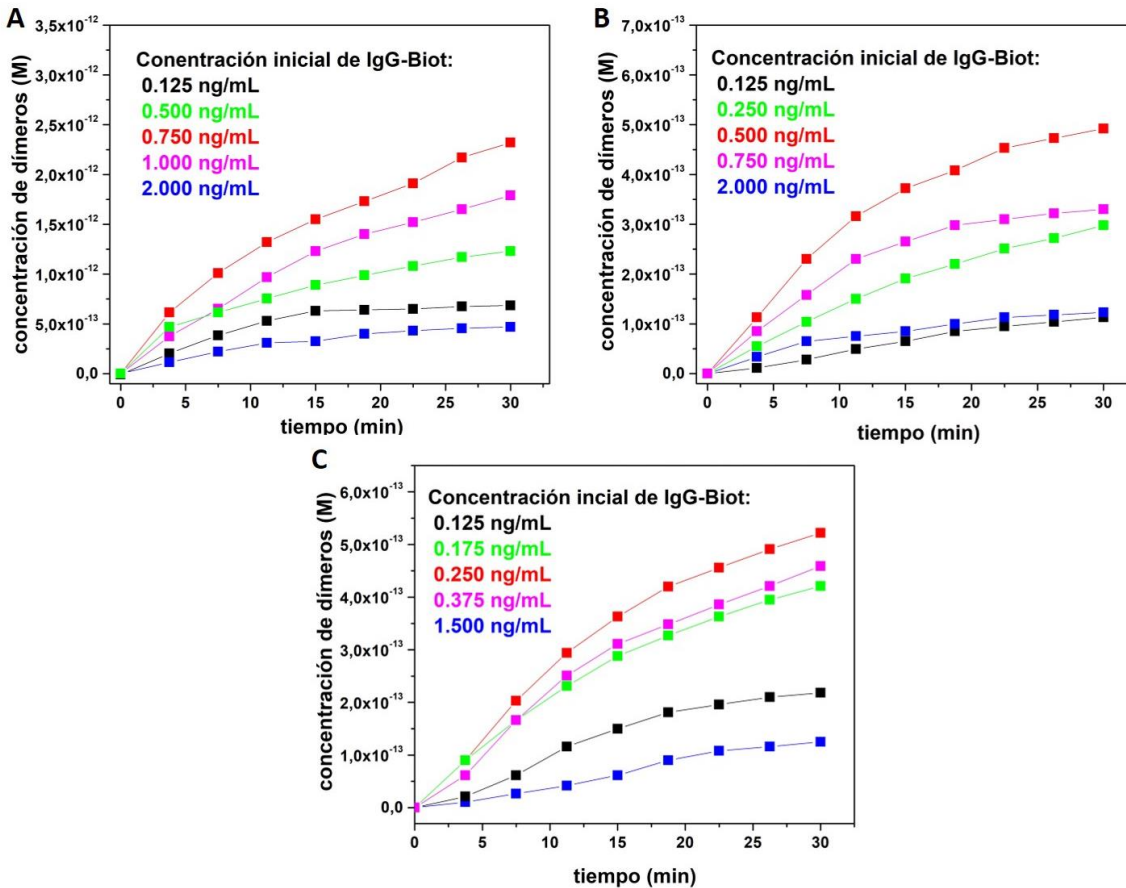 A
concentración de dímeros (M)
3,5x10⁻¹²
3,0x10⁻¹²
2,5x10⁻¹²
2,0x10⁻¹²
1,5x10⁻¹²
1,0x10⁻¹²
5,0x10⁻¹³
0,0
Conentración inicial de IgG-Biot:
0.125 ng/mL
0.500 ng/mL
0.750 ng/mL
1.000 ng/mL
2.000 ng/mL
0 5 10 15 20 25 30
tiempo (min)
B
concentración de dímeros (M)
7,0x10⁻¹³
6,0x10⁻¹³
5,0x10⁻¹³
4,0x10⁻¹³
3,0x10⁻¹³
2,0x10⁻¹³
1,0x10⁻¹³
0,0
Concentración inicial de IgG-Biot:
0.125 ng/mL
0.250 ng/mL
0.500 ng/mL
0.750 ng/mL
2.000 ng/mL
0 5 10 15 20 25 30
tiempo (min)
C
concentración de dímeros (M)
6,0x10⁻¹³
5,0x10⁻¹³
4,0x10⁻¹³
3,0x10⁻¹³
2,0x10⁻¹³
1,0x10⁻¹³
0,0
Concentración incial de IgG-Biot:
0.125 ng/mL
0.175 ng/mL
0.250 ng/mL
0.375 ng/mL
1.500 ng/mL
0 5 10 15 20 25 30
tiempo (min)